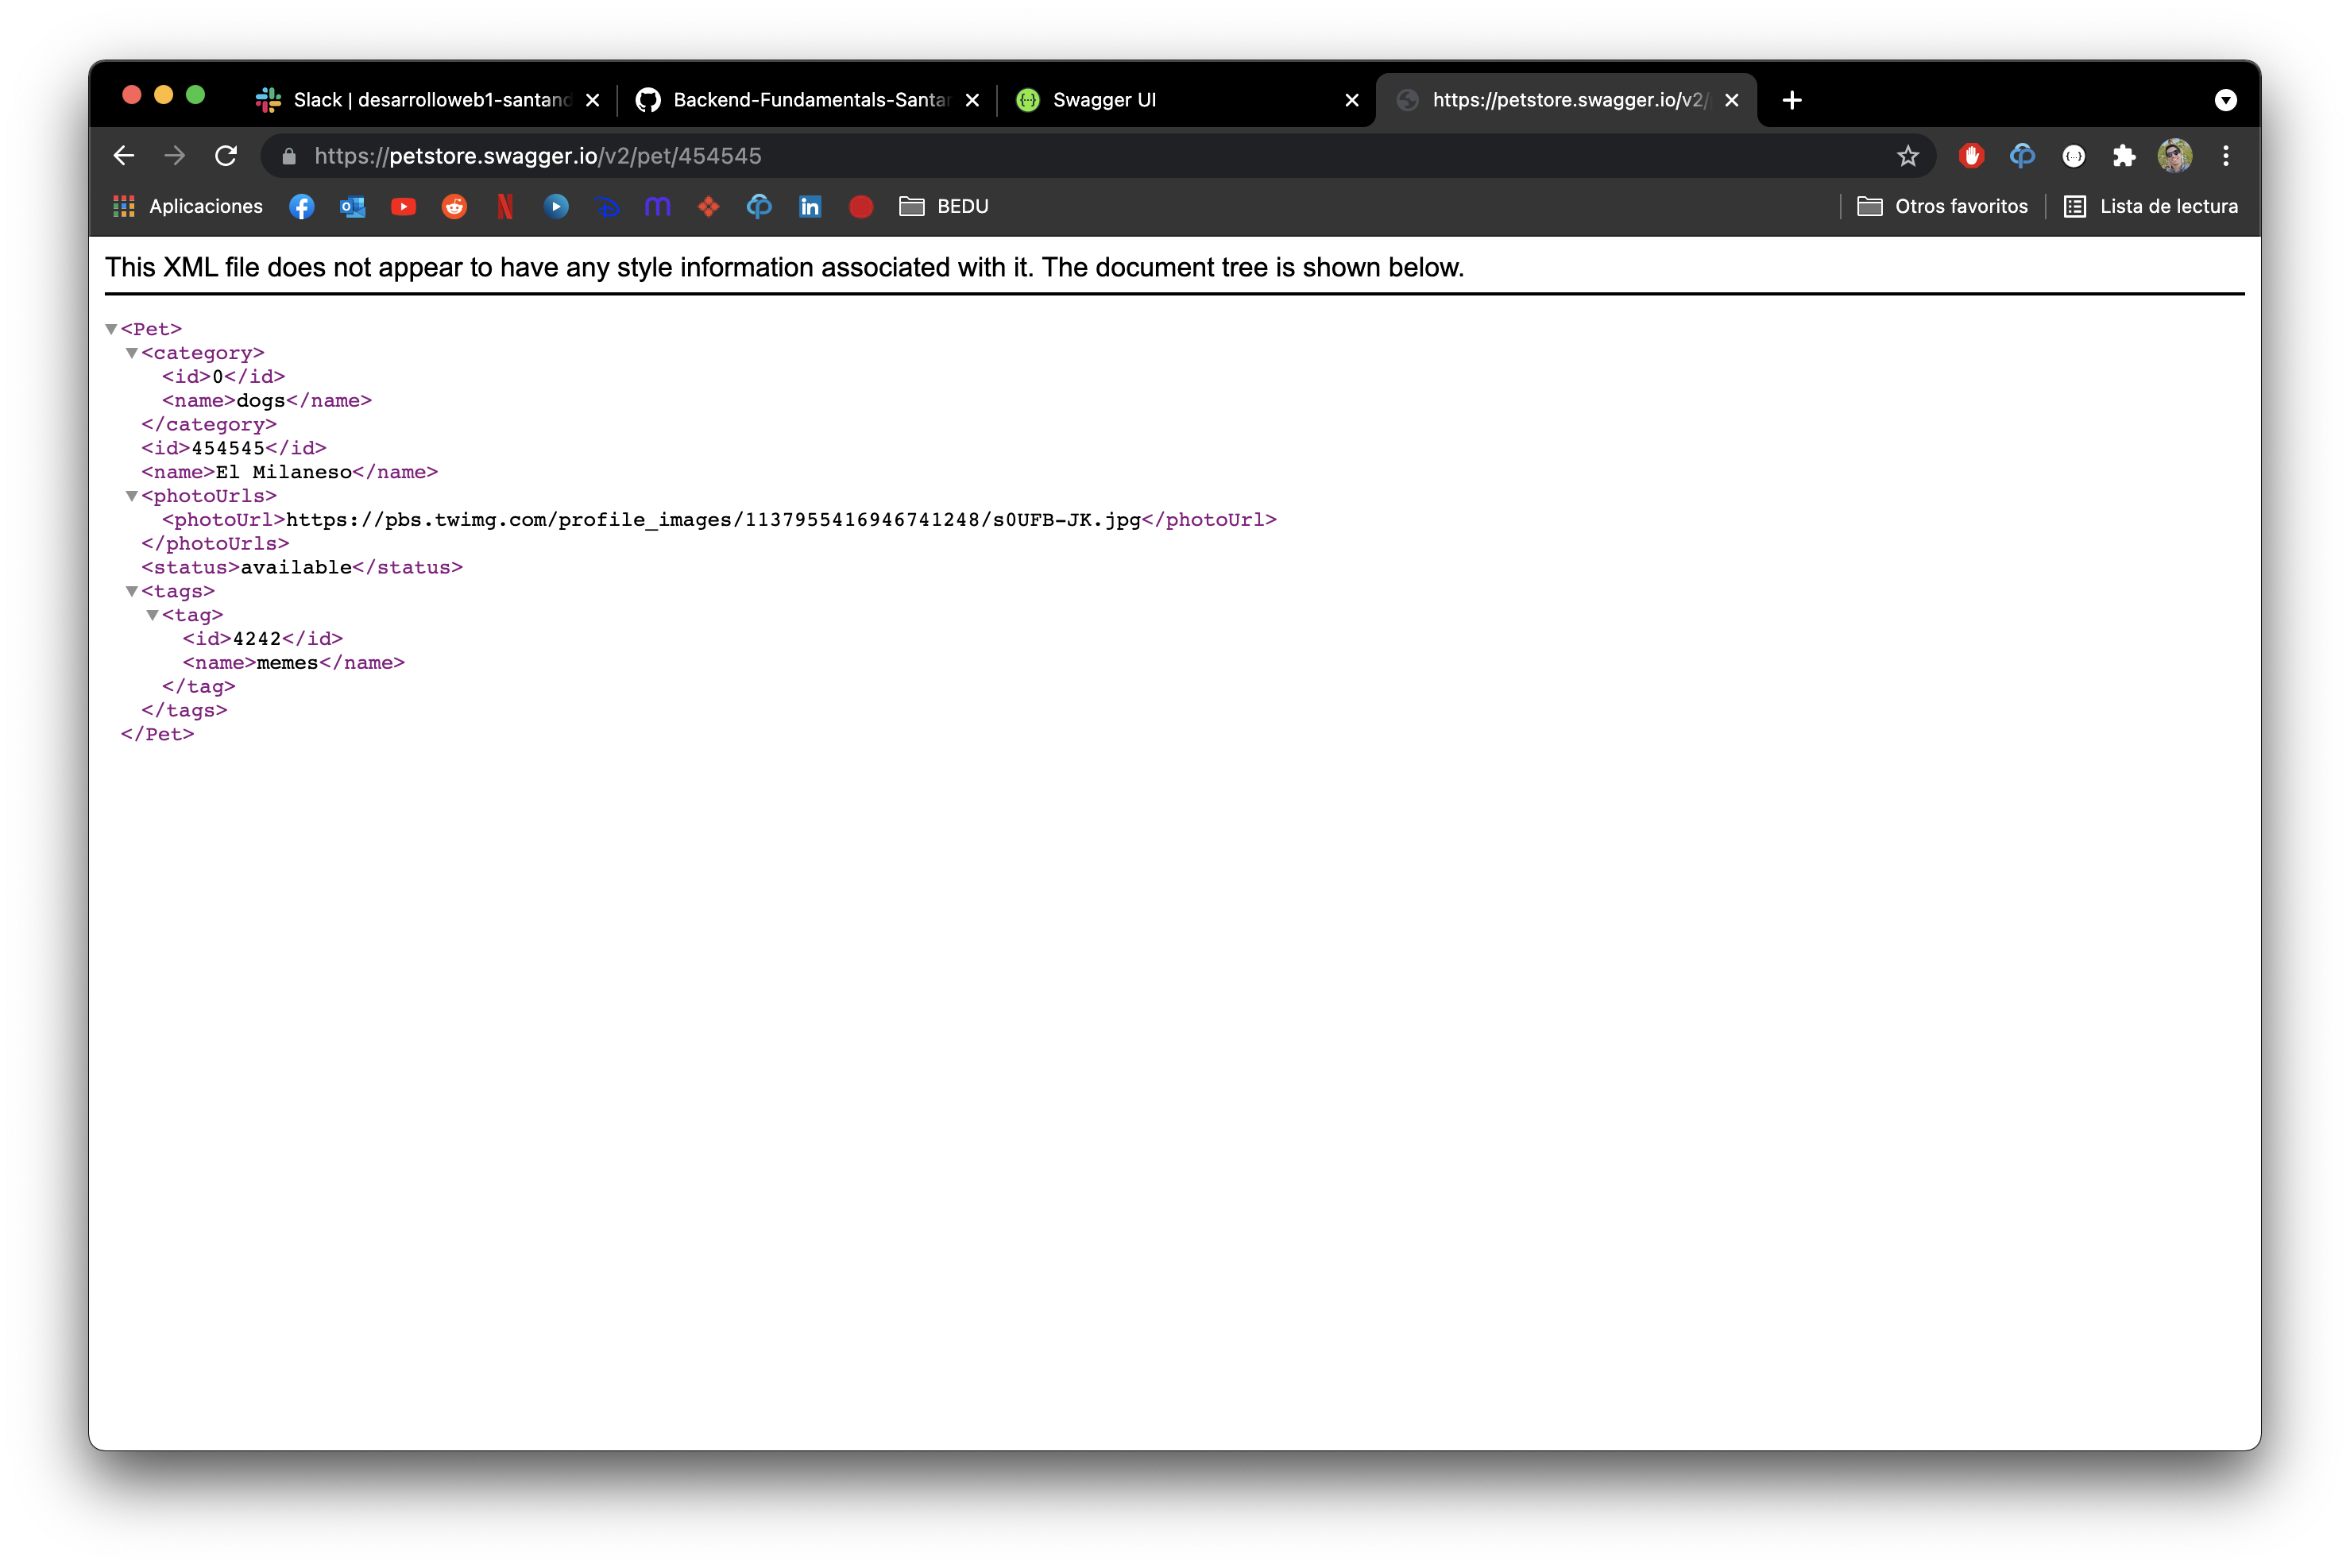 Slack | desarrolloweb1-santand
Backend-Fundamentals-Santan
Swagger UI
https://petstore.swagger.io/v2/
https://petstore.swagger.io/v2/pet/454545
Aplicaciones
BEDU
Otros favoritos
Lista de lectura
This XML file does not appear to have any style information associated with it. The document tree is shown below.
<Pet>
<category>
<id>0</id>
<name>dogs</name>
</category>
<id>454545</id>
<name>El Milaneso</name>
<photoUrls>
<photoUrl>https://pbs.twimg.com/profile_images/1137955416946741248/s0UFB-JK.jpg</photoUrl>
</photoUrls>
<status>available</status>
<tags>
<tag>
<id>4242</id>
<name>memes</name>
</tag>
</tags>
</Pet>